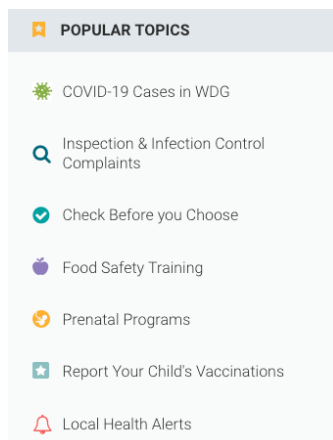 POPULAR TOPICS
COVID-19 Cases in WDG
Inspection & Infection Control
Complaints
Check Before you Choose
Food Safety Training
Prenatal Programs
Report Your Child's Vaccinations
Local Health Alerts